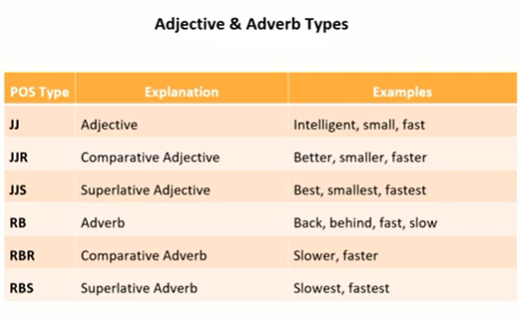 Adjective & Adverb Types
POS Type Explanation Examples
JJ Adjective Intelligent, small, fast
JJR Comparative Adjective Better, smaller, faster
JJS Superlative Adjective Best, smallest, fastest
RB Adverb Back, behind, fast, slow
RBR Comparative Adverb Slower, faster
RBS Superlative Adverb Slowest, fastest